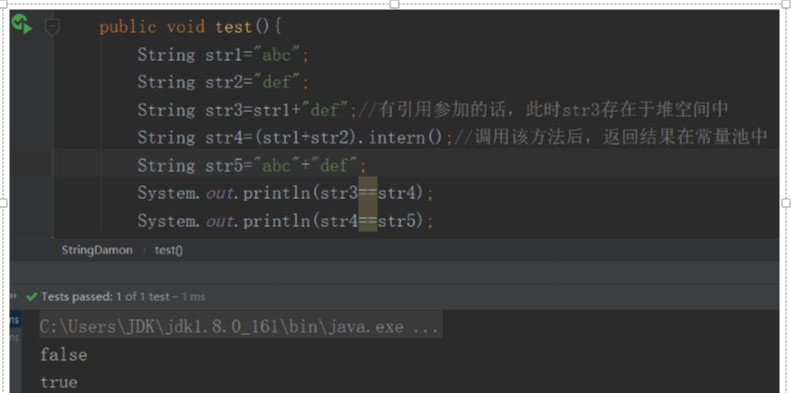 public void test(){
String str1="abc";
String str2="def";
String str3=str1+"def";//有引用参加的话，此时str3存在于堆空间中
String str4=(str1+str2).intern();//调用该方法后，返回结果在常量池中
String str5="abc"+"def";
System.out.println(str3==str4);
System.out.println(str4==str5);
StringDamon › test()
» Tests passed: 1 of 1 test – 1 ms
ms C:\Users\JDK\jdk1.8.0_161\bin\java.exe ...
ms false
true